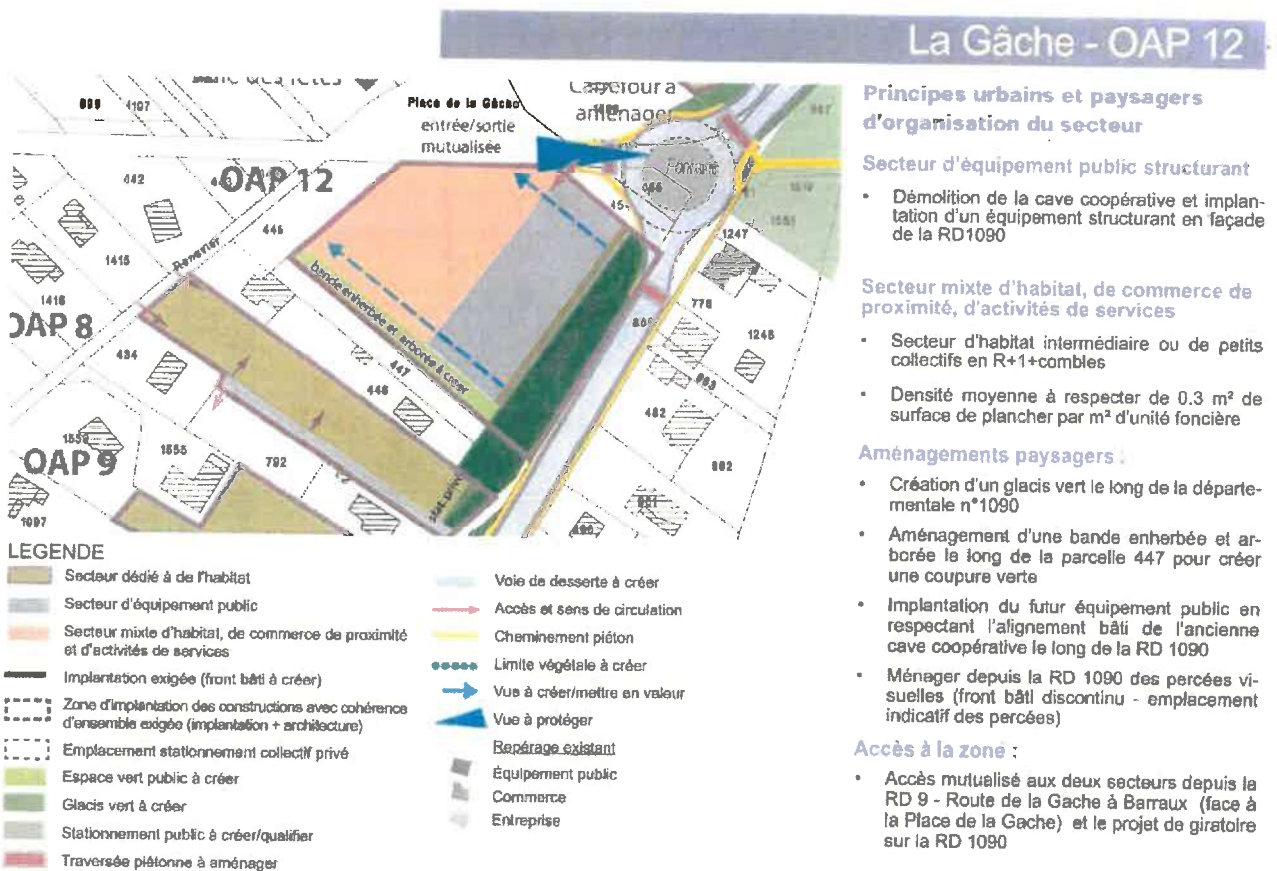 La Gâche - OAP 12
Place de la Gâche
entrée/sortie
mutualisée
Carrefour à
aménager
Fontaine
OAP 12
OAP 8
OAP 9
bande enherbée et arborée à créer
1197
442
446
1415
1416
434
447
446
1555
792
1097
1247
776
1246
482
802
LEGENDE
Secteur dédié à de l'habitat
Secteur d'équipement public
Secteur mixte d'habitat, de commerce de proximité
et d'activités de services
Implantation exigée (front bâti à créer)
Zone d'implantation des constructions avec cohérence
d'ensemble exigée (implantation + architecture)
Emplacement stationnement collectif privé
Espace vert public à créer
Glacis vert à créer
Stationnement public à créer/qualifier
Traversée piétonne à aménager
Voie de desserte à créer
Accès et sens de circulation
Cheminement piéton
Limite végétale à créer
Vue à créer/mettre en valeur
Vue à protéger
Repérage existant
Équipement public
Commerce
Entreprise
Principes urbains et paysagers
d'organisation du secteur
Secteur d'équipement public structurant
• Démolition de la cave coopérative et implan-
tation d'un équipement structurant en façade
de la RD1090
Secteur mixte d'habitat, de commerce de
proximité, d'activités de services
• Secteur d'habitat intermédiaire ou de petits
collectifs en R+1+combles
• Densité moyenne à respecter de 0.3 m² de
surface de plancher par m² d'unité foncière
Aménagements paysagers :
• Création d'un glacis vert le long de la départe-
mentale n°1090
• Aménagement d'une bande enherbée et ar-
borée le long de la parcelle 447 pour créer
une coupure verte
• Implantation du futur équipement public en
respectant l'alignement bâti de l'ancienne
cave coopérative le long de la RD 1090
• Ménager depuis la RD 1090 des percées vi-
suelles (front bâti discontinu - emplacement
indicatif des percées)
Accès à la zone :
• Accès mutualisé aux deux secteurs depuis la
RD 9 - Route de la Gache à Barraux (face à
la Place de la Gache) et le projet de giratoire
sur la RD 1090